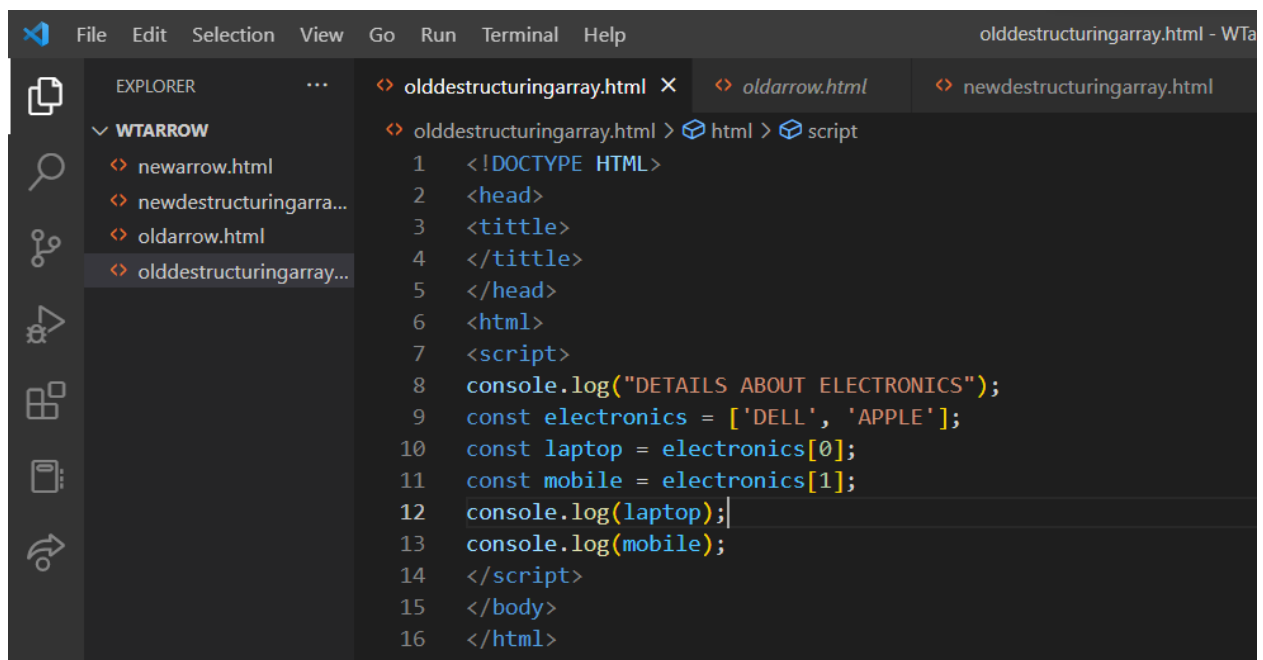 File Edit Selection View Go Run Terminal Help olddestructuringarray.html - WTa
EXPLORER ...
WTARROW
newarrow.html
newdestructuringarra...
oldarrow.html
olddestructuringarray...
olddestructuringarray.html oldarrow.html newdestructuringarray.html
olddestructuringarray.html > html > script
1 <!DOCTYPE HTML>
2 <head>
3 <tittle>
4 </tittle>
5 </head>
6 <html>
7 <script>
8 console.log("DETAILS ABOUT ELECTRONICS");
9 const electronics = ['DELL', 'APPLE'];
10 const laptop = electronics[0];
11 const mobile = electronics[1];
12 console.log(laptop);
13 console.log(mobile);
14 </script>
15 </body>
16 </html>